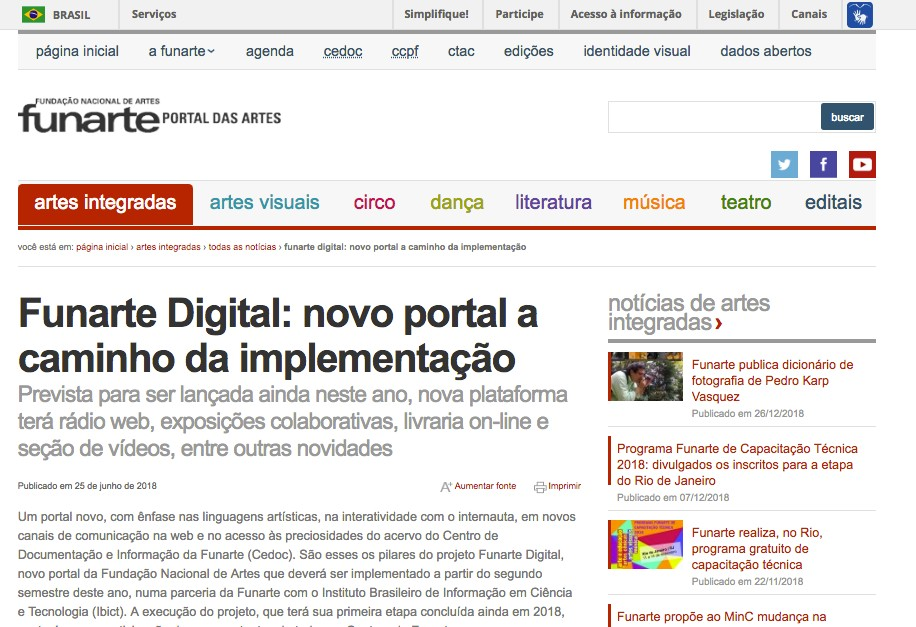 BRASIL Serviços Simplifique! Participe Acesso à informação Legislação Canais
página inicial a funarte agenda cedoc ccpf ctac edições identidade visual dados abertos
FUNDAÇÃO NACIONAL DE ARTES
funarte PORTAL DAS ARTES
buscar
artes integradas artes visuais circo dança literatura música teatro editais
você está em: página inicial › artes integradas › todas as notícias › funarte digital: novo portal a caminho da implementação
Funarte Digital: novo portal a
caminho da implementação
Prevista para ser lançada ainda neste ano, nova plataforma
terá rádio web, exposições colaborativas, livraria on-line e
seção de vídeos, entre outras novidades
Publicado em 25 de junho de 2018 A+ Aumentar fonte Imprimir
Um portal novo, com ênfase nas linguagens artísticas, na interatividade com o internauta, em novos
canais de comunicação na web e no acesso às preciosidades do acervo do Centro de
Documentação e Informação da Funarte (Cedoc). São esses os pilares do projeto Funarte Digital,
novo portal da Fundação Nacional de Artes que deverá ser implementado a partir do segundo
semestre deste ano, numa parceria da Funarte com o Instituto Brasileiro de Informação em Ciência
e Tecnologia (Ibict). A execução do projeto, que terá sua primeira etapa concluída ainda em 2018,
notícias de artes
integradas ›
Funarte publica dicionário de
fotografia de Pedro Karp
Vasquez
Publicado em 26/12/2018
Programa Funarte de Capacitação Técnica
2018: divulgados os inscritos para a etapa
do Rio de Janeiro
Publicado em 07/12/2018
Funarte realiza, no Rio,
programa gratuito de
capacitação técnica
Publicado em 22/11/2018
Funarte propõe ao MinC mudança na